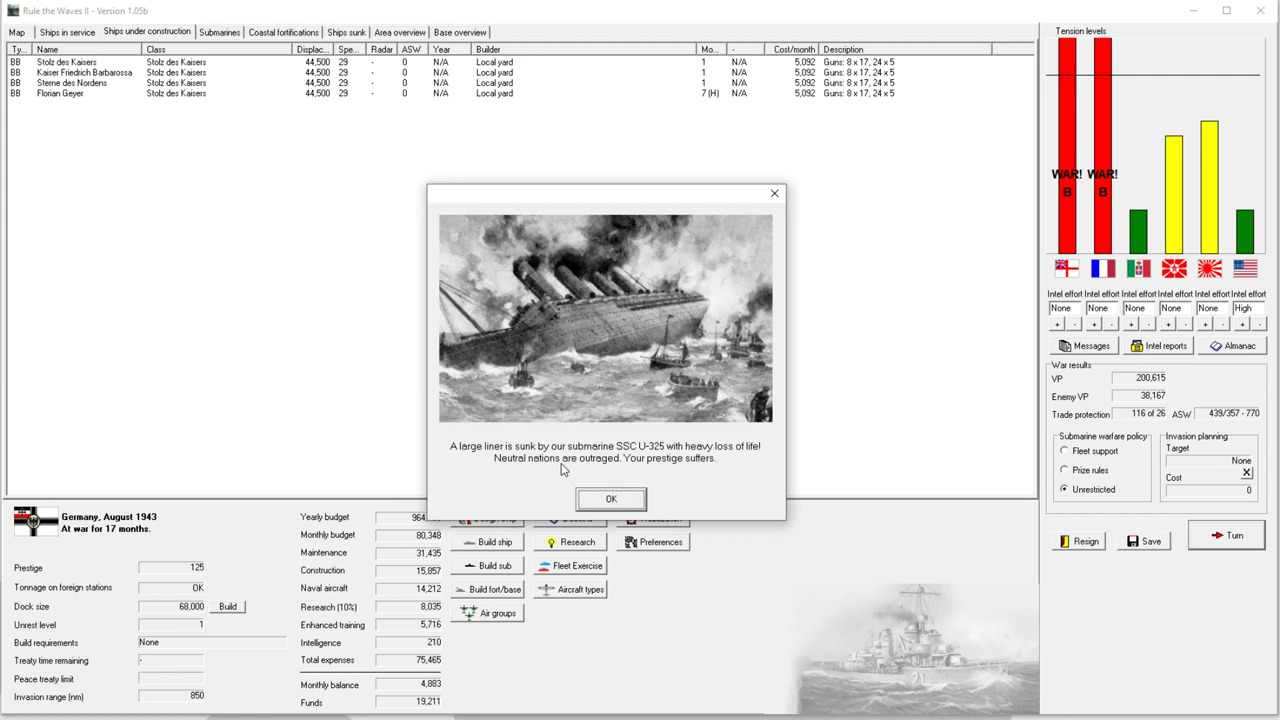 Rule the Waves II - Version 1.05b
Map Ships in service Ships under construction Submarines Coastal fortifications Ships sunk Area overview Base overview
Ty... Name Class Displac... Spe... Radar ASW Year Builder Mo... - Cost/month Description
BB Stolz des Kaisers Stolz des Kaisers 44,500 29 - 0 N/A Local yard 1 N/A 5,092 Guns: 8 x 17, 24 x 5
BB Kaiser Friedrich Barbarossa Stolz des Kaisers 44,500 29 - 0 N/A Local yard 1 N/A 5,092 Guns: 8 x 17, 24 x 5
BB Sterne des Nordens Stolz des Kaisers 44,500 29 - 0 N/A Local yard 1 N/A 5,092 Guns: 8 x 17, 24 x 5
BB Florian Geyer Stolz des Kaisers 44,500 29 - 0 N/A Local yard 7 (H) N/A 5,092 Guns: 8 x 17, 24 x 5
A large liner is sunk by our submarine SSC U-325 with heavy loss of life!
Neutral nations are outraged. Your prestige suffers.
OK
Tension levels
WAR! WAR!
B B
Intel effort Intel effort Intel effort Intel effort Intel effort Intel effort
None None None None None High
+ - + - + - + - + - + -
Messages Intel reports Almanac
War results
VP 200,615
Enemy VP 38,167
Trade protection 116 of 26 ASW 439/357 - 770
Submarine warfare policy
Fleet support
Prize rules
Unrestricted
Invasion planning
Target
None
Cost X
0
Resign Save Turn
Germany, August 1943
At war for 17 months.
Prestige 125
Tonnage on foreign stations OK
Dock size 68,000 Build
Unrest level 1
Build requirements None
Treaty time remaining -
Peace treaty limit
Invasion range (nm) 850
Yearly budget
Monthly budget 80,348
Maintenance 31,435
Construction 15,857
Naval aircraft 14,212
Research (10%) 8,035
Enhanced training 5,716
Intelligence 210
Total expenses 75,465
Monthly balance 4,883
Funds 19,211
Build ship Research Preferences
Build sub Fleet Exercise
Build fort/base Aircraft types
Air groups